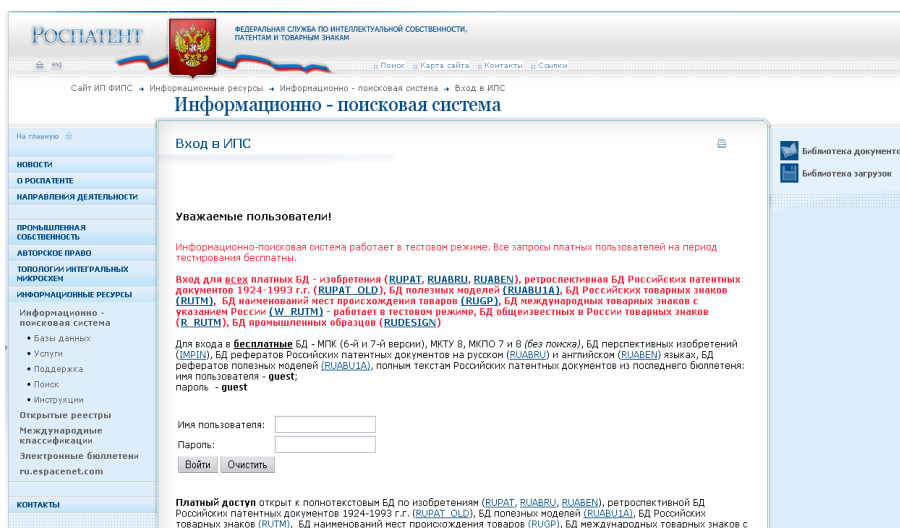 РОСПАТЕНТ
ФЕДЕРАЛЬНАЯ СЛУЖБА ПО ИНТЕЛЛЕКТУАЛЬНОЙ СОБСТВЕННОСТИ,
ПАТЕНТАМ И ТОВАРНЫМ ЗНАКАМ
eng
Поиск :: Карта сайта :: Контакты :: Ссылки
Сайт ИП ФИПС → Информационные ресурсы → Информационно - поисковая система → Вход в ИПС
Информационно - поисковая система
На главную
НОВОСТИ
О РОСПАТЕНТЕ
НАПРАВЛЕНИЯ ДЕЯТЕЛЬНОСТИ
ПРОМЫШЛЕННАЯ
СОБСТВЕННОСТЬ
АВТОРСКОЕ ПРАВО
ТОПОЛОГИИ ИНТЕГРАЛЬНЫХ
МИКРОСХЕМ
ИНФОРМАЦИОННЫЕ РЕСУРСЫ
Информационно -
поисковая система
• Базы данных
• Услуги
• Поддержка
• Поиск
• Инструкции
Открытые реестры
Международные
классификации
Электронные бюллетени
ru.espacenet.com
КОНТАКТЫ
Вход в ИПС
Уважаемые пользователи!
Информационно-поисковая система работает в тестовом режиме. Все запросы платных пользователей на период
тестирования бесплатны.
Вход для всех платных БД - изобретения (RUPAT, RUABRU, RUABEN), ретроспективная БД Российских патентных
документов 1924-1993 г.г. (RUPAT_OLD), БД полезных моделей (RUABU1A), БД Российских товарных знаков
(RUTM), БД наименований мест происхождения товаров (RUGP), БД международных товарных знаков с
указанием России (W_RUTM) - работает в тестовом режиме, БД общеизвестных в России товарных знаков
(R_RUTM), БД промышленных образцов (RUDESIGN)
Для входа в бесплатные БД - МПК (6-й и 7-й версии), МКТУ 8, МКПО 7 и 8 (без поиска), БД перспективных изобретений
(IMPIN), БД рефератов Российских патентных документов на русском (RUABRU) и английском (RUABEN) языках, БД
рефератов полезных моделей (RUABU1A), полным текстам Российских патентных документов из последнего бюллетеня:
имя пользователя - guest;
пароль - guest
Имя пользователя:
Пароль:
Войти Очистить
Платный доступ открыт к полнотекстовым БД по изобретениям (RUPAT, RUABRU, RUABEN), ретроспективной БД
Российских патентных документов 1924-1993 г.г. (RUPAT_OLD), БД полезных моделей (RUABU1A), БД Российских
товарных знаков (RUTM), БД наименований мест происхождения товаров (RUGP), БД международных товарных знаков с
Библиотека документо
Библиотека загрузок